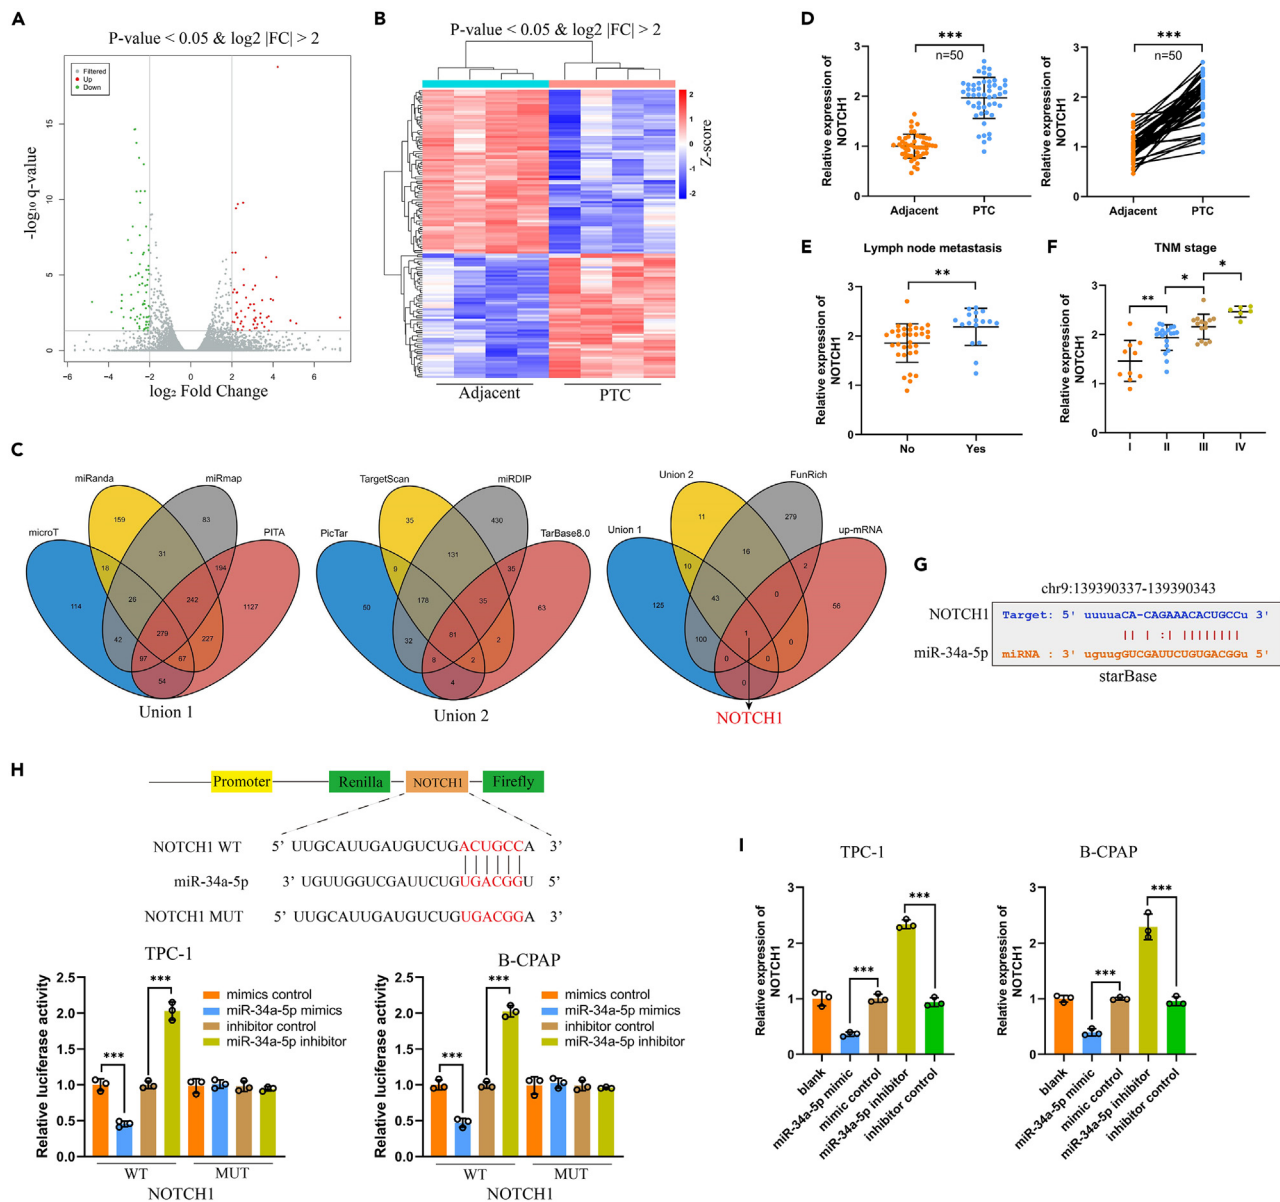 A
P-value < 0.05 & log2 |FC| > 2
Filtered
Up
Down
-log₁₀ q-value
0
5
10
15
-6
-4
-2
0
2
4
6
log₂ Fold Change
B
P-value < 0.05 & log2 |FC| > 2
2
1
0
-1
-2
Z-score
Adjacent
PTC
D
Relative expression of
NOTCH1
3
2
1
0
***
n=50
Adjacent
PTC
Relative expression of
NOTCH1
3
2
1
0
***
n=50
Adjacent
PTC
E
Lymph node metastasis
**
Relative expression of
NOTCH1
3
2
1
0
No
Yes
F
TNM stage
**
*
*
Relative expression of
NOTCH1
3
2
1
0
I
II
III
IV
C
microT
miRanda
miRmap
PITA
159
83
31
18
194
114
26
242
1127
42
279
227
97
67
54
Union 1
PicTar
TargetScan
miRDIP
TarBase8.0
35
430
131
9
35
50
178
35
63
32
81
2
8
2
4
Union 2
Union 1
Union 2
FunRich
up-mRNA
11
279
16
10
2
125
43
0
56
100
1
0
0
0
0
NOTCH1
G
chr9:139390337-139390343
NOTCH1
Target: 5' uuuuaCA-CAGAAACACUGCCu 3'
|| | :| ||||||||
miR-34a-5p
miRNA : 3' uguugGUCGAUUCUGUGACGGu 5'
starBase
H
Promoter
Renilla
NOTCH1
Firefly
NOTCH1 WT 5’ UUGCAUUGAUGUCUGACUGCCA 3’
miR-34a-5p 3’ UGUUGGUCGAUUCUGUGACGGU 5’
NOTCH1 MUT 5’ UUGCAUUGAUGUCUGUGACGGA 3’
TPC-1
Relative luciferase activity
2.5
2.0
1.5
1.0
0.5
0.0
***
***
mimics control
miR-34a-5p mimics
inhibitor control
miR-34a-5p inhibitor
WT
MUT
NOTCH1
B-CPAP
Relative luciferase activity
2.5
2.0
1.5
1.0
0.5
0.0
***
***
mimics control
miR-34a-5p mimics
inhibitor control
miR-34a-5p inhibitor
WT
MUT
NOTCH1
I
TPC-1
Relative expression of
NOTCH1
3
2
1
0
***
***
blank
miR-34a-5p mimic
mimic control
miR-34a-5p inhibitor
inhibitor control
B-CPAP
Relative expression of
NOTCH1
3
2
1
0
***
***
blank
miR-34a-5p mimic
mimic control
miR-34a-5p inhibitor
inhibitor control